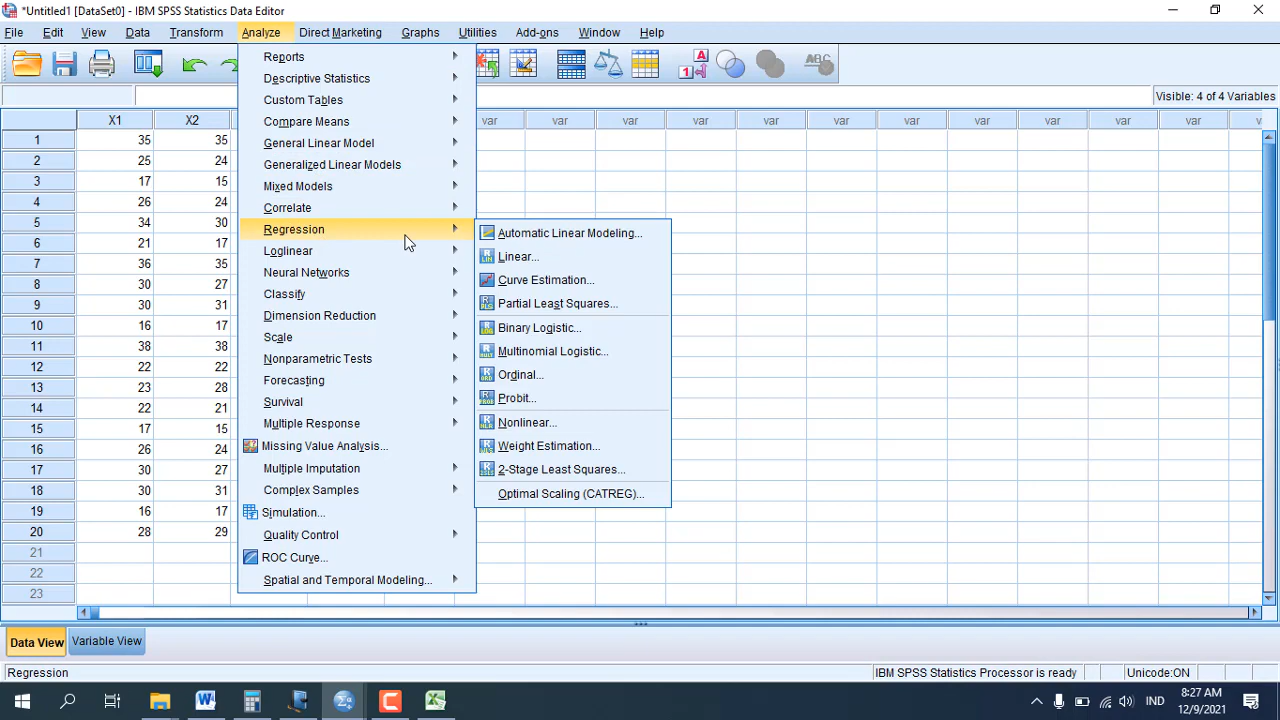 *Untitled1 [DataSet0] - IBM SPSS Statistics Data Editor
File Edit View Data Transform Analyze Direct Marketing Graphs Utilities Add-ons Window Help
Visible: 4 of 4 Variables
X1 X2 var var var var var var var var var var
1 35 35
2 25 24
3 17 15
4 26 24
5 34 30
6 21 17
7 36 35
8 30 27
9 30 31
10 16 17
11 38 38
12 22 22
13 23 28
14 22 21
15 17 15
16 26 24
17 30 27
18 30 31
19 16 17
20 28 29
21
22
23
Reports
Descriptive Statistics
Custom Tables
Compare Means
General Linear Model
Generalized Linear Models
Mixed Models
Correlate
Regression
Loglinear
Neural Networks
Classify
Dimension Reduction
Scale
Nonparametric Tests
Forecasting
Survival
Multiple Response
Missing Value Analysis...
Multiple Imputation
Complex Samples
Simulation...
Quality Control
ROC Curve...
Spatial and Temporal Modeling...
Automatic Linear Modeling...
Linear...
Curve Estimation...
Partial Least Squares...
Binary Logistic...
Multinomial Logistic...
Ordinal...
Probit...
Nonlinear...
Weight Estimation...
2-Stage Least Squares...
Optimal Scaling (CATREG)...
Data View Variable View
Regression IBM SPSS Statistics Processor is ready Unicode:ON
IND
8:27 AM
12/9/2021